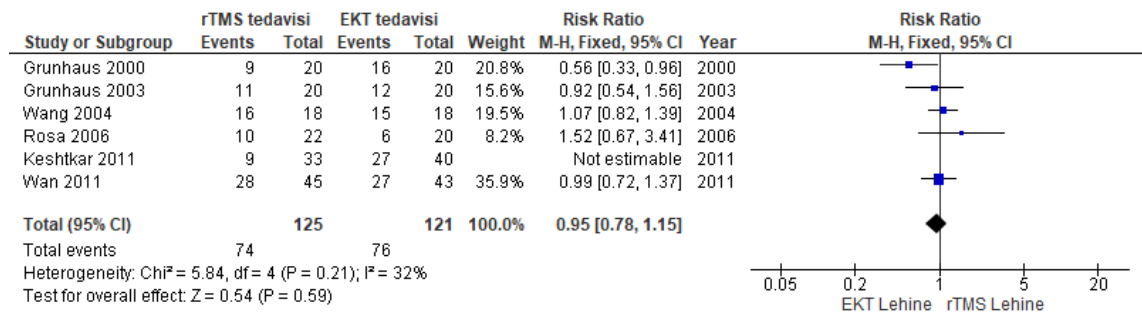 rTMS tedavisi EKT tedavisi Risk Ratio Risk Ratio
Study or Subgroup Events Total Events Total Weight M-H, Fixed, 95% CI Year M-H, Fixed, 95% CI
Grunhaus 2000 9 20 16 20 20.8% 0.56 [0.33, 0.96] 2000
Grunhaus 2003 11 20 12 20 15.6% 0.92 [0.54, 1.56] 2003
Wang 2004 16 18 15 18 19.5% 1.07 [0.82, 1.39] 2004
Rosa 2006 10 22 6 20 8.2% 1.52 [0.67, 3.41] 2006
Keshtkar 2011 9 33 27 40 Not estimable 2011
Wan 2011 28 45 27 43 35.9% 0.99 [0.72, 1.37] 2011
Total (95% CI) 125 121 100.0% 0.95 [0.78, 1.15]
Total events 74 76
Heterogeneity: Chi² = 5.84, df = 4 (P = 0.21); I² = 32%
Test for overall effect: Z = 0.54 (P = 0.59)
0.05 0.2 1 5 20
EKT Lehine rTMS Lehine